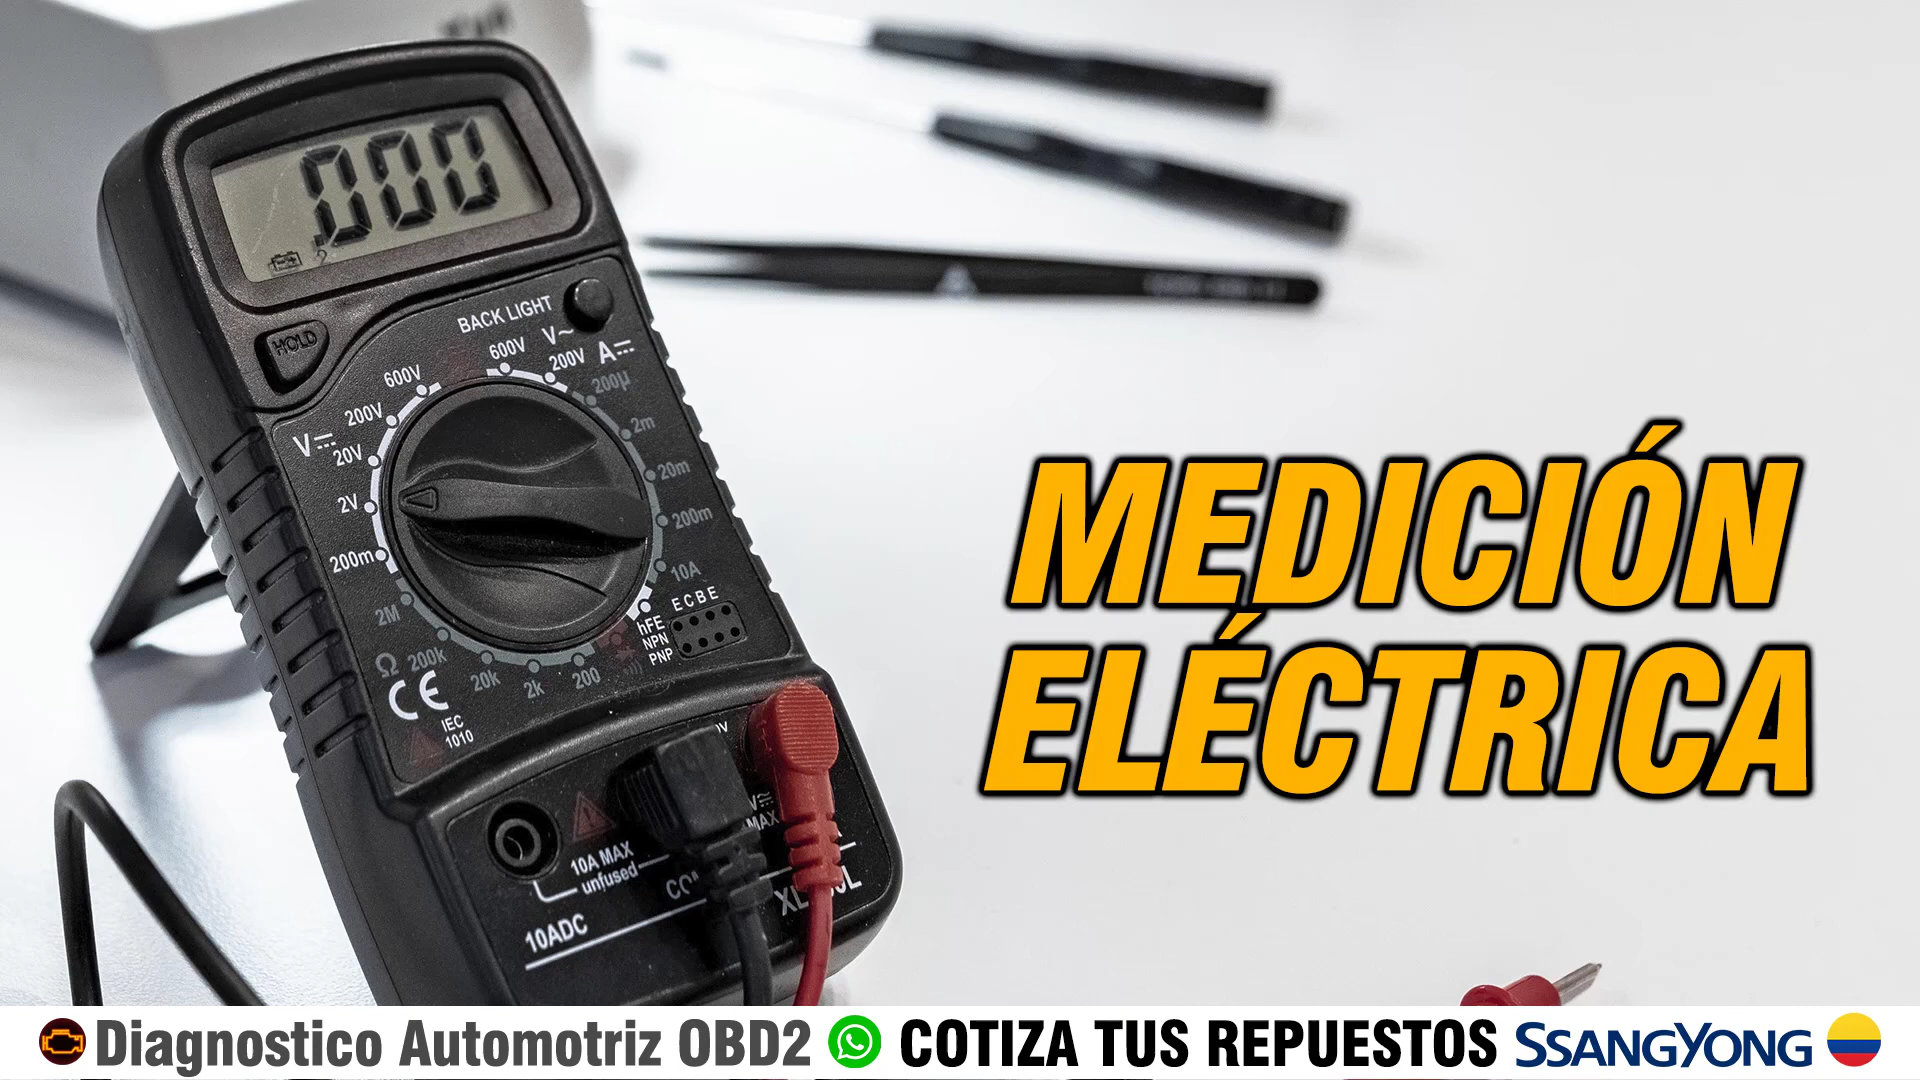 .000
HOLD
BACK LIGHT
V~
A
600V
600V
200V
200µ
200V
2m
V
20V
20m
2V
200m
200m
10A
2M
E C B E
hFE
NPN
PNP
Ω
200k
20k
2k
200
CE
IEC
1010
V
MAX
10A MAX
unfused
10ADC
MEDICIÓN
ELÉCTRICA
Diagnostico Automotriz OBD2 COTIZA TUS REPUESTOS SSANGYONG